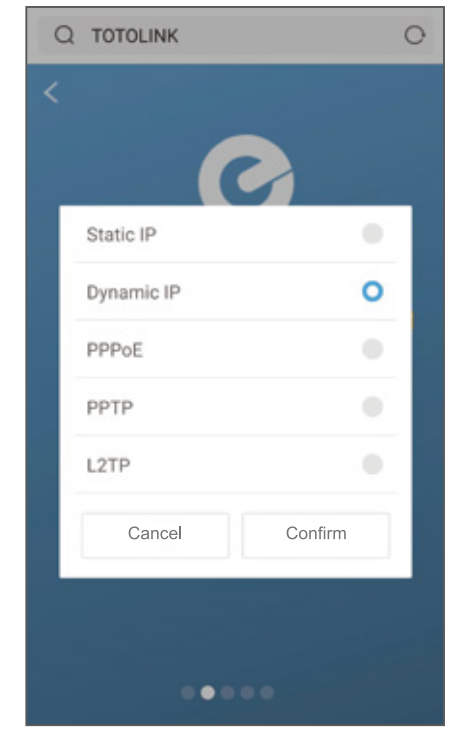 TOTOLINK
Static IP
Dynamic IP
PPPoE
PPTP
L2TP
Cancel
Confirm